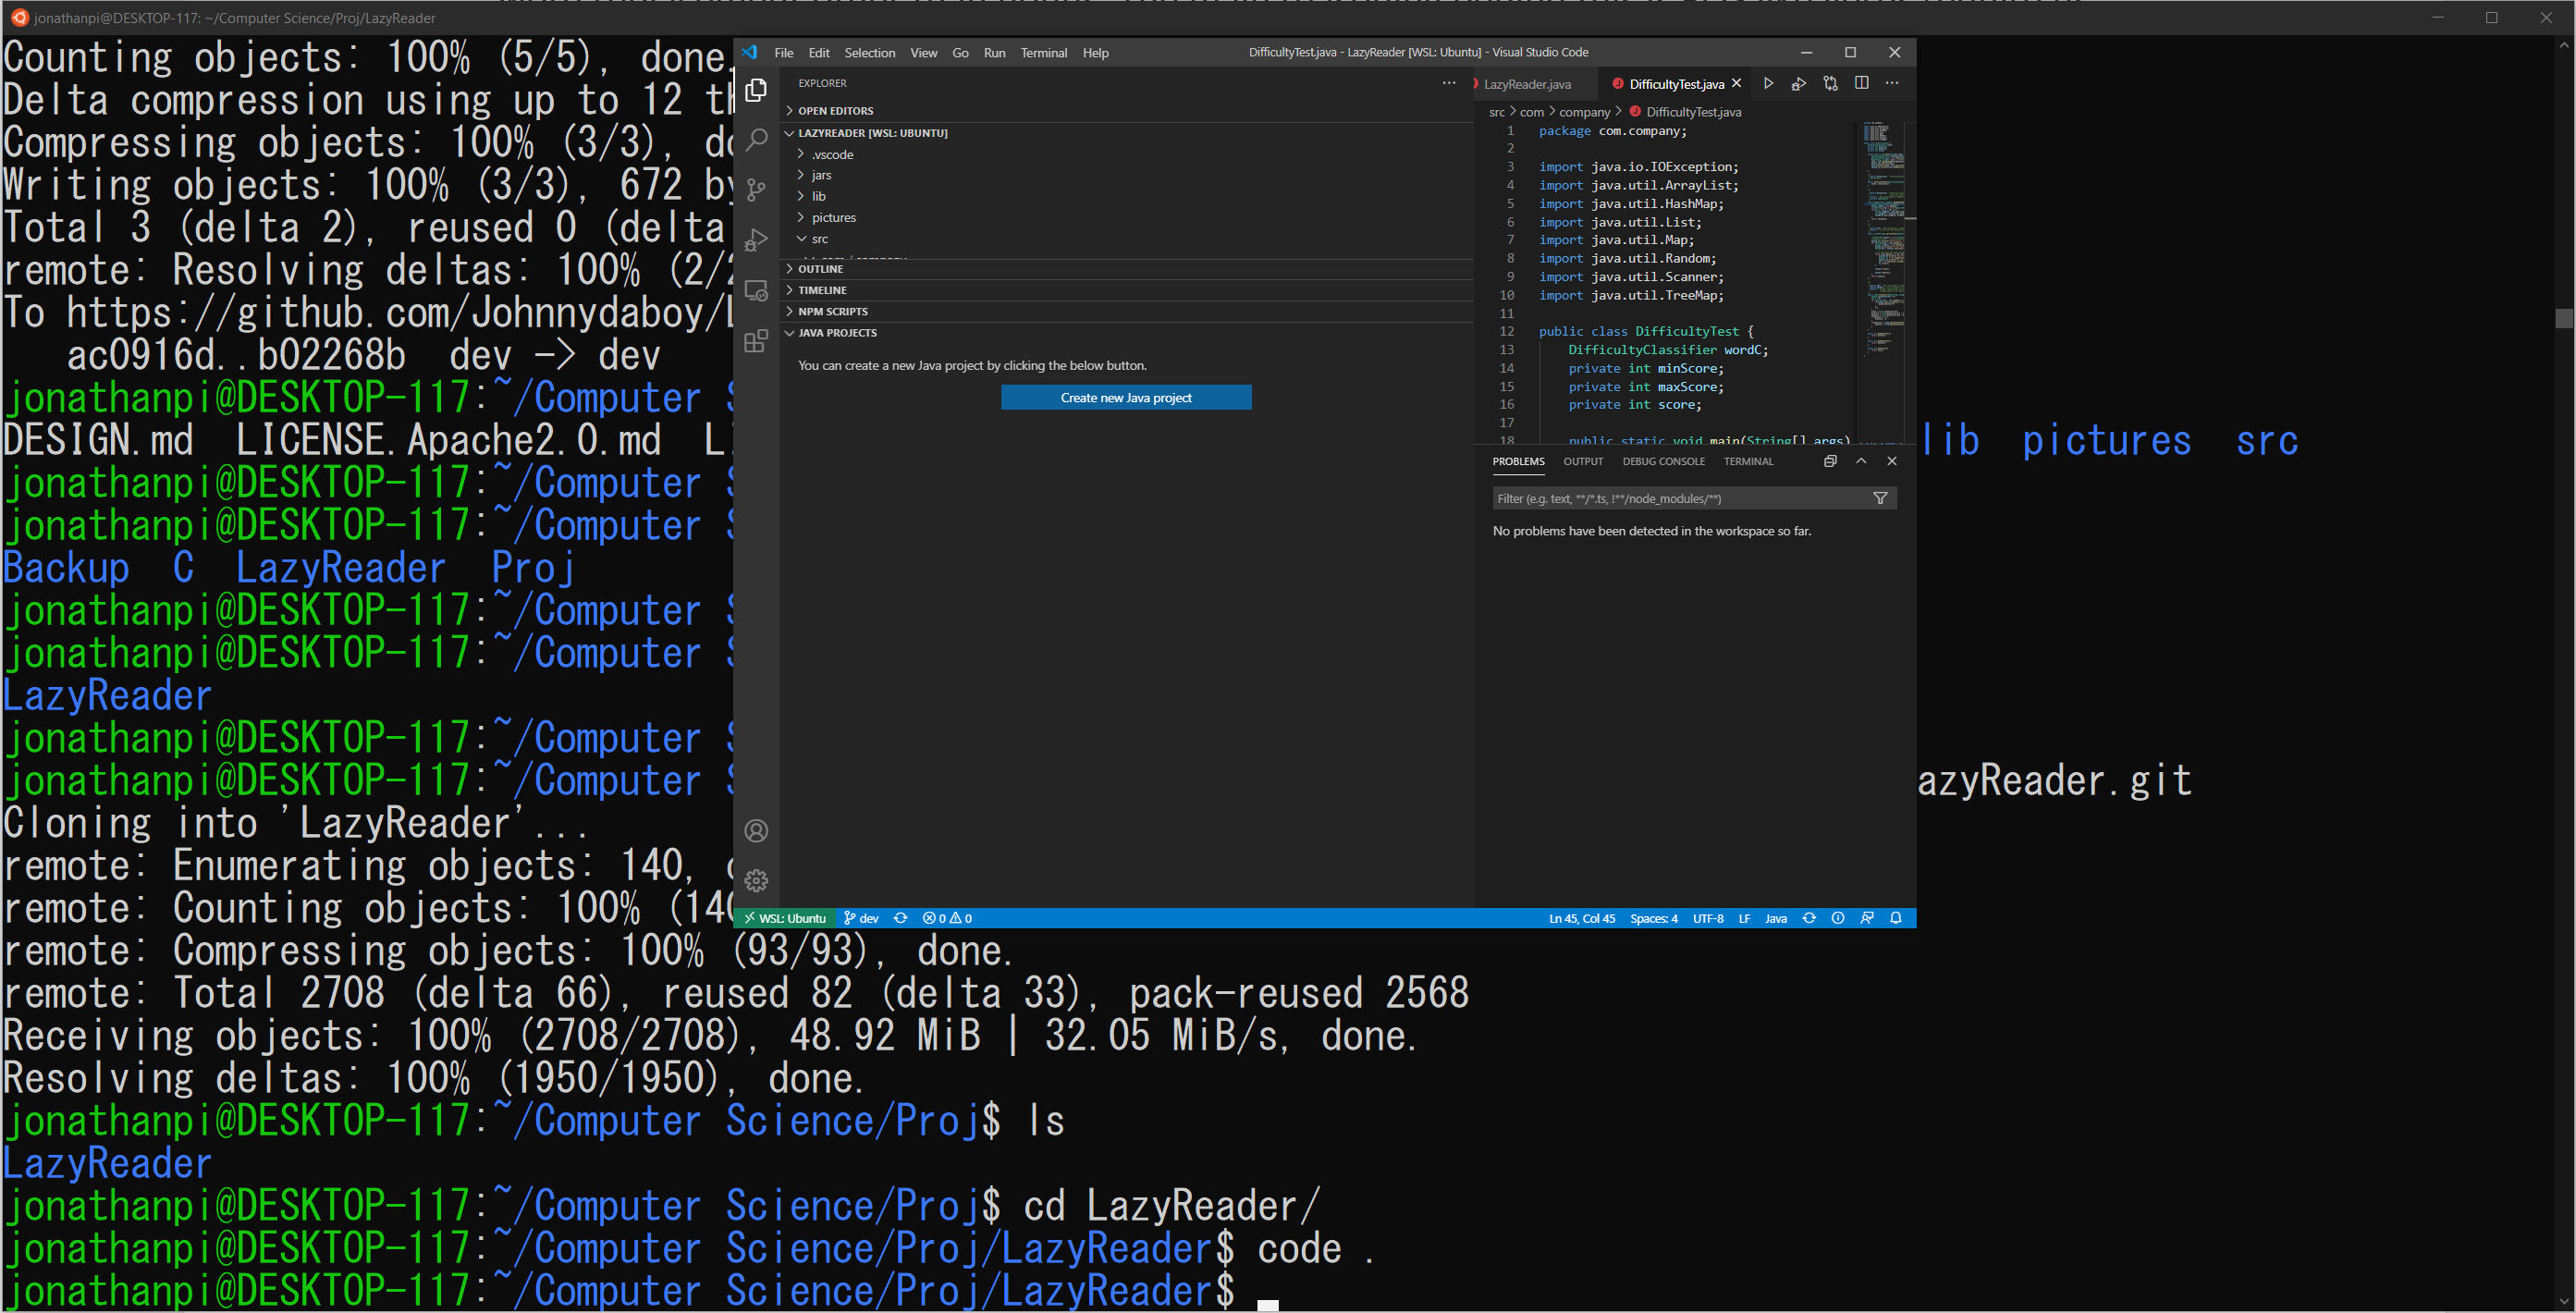 jonathanpi@DESKTOP-117: ~/Computer Science/Proj/LazyReader
Counting objects: 100% (5/5), done.
Delta compression using up to 12
Compressing objects: 100% (3/3),
Writing objects: 100% (3/3), 672
Total 3 (delta 2), reused 0 (delta
remote: Resolving deltas: 100%
To https://github.com/Johnnydaboy/
ac0916d..b02268b dev -> dev
jonathanpi@DESKTOP-117:~/Computer
DESIGN.md LICENSE.Apache2.0.md
lib pictures src
jonathanpi@DESKTOP-117:~/Computer
jonathanpi@DESKTOP-117:~/Computer
Backup C LazyReader Proj
jonathanpi@DESKTOP-117:~/Computer
jonathanpi@DESKTOP-117:~/Computer
LazyReader
jonathanpi@DESKTOP-117:~/Computer
jonathanpi@DESKTOP-117:~/Computer
azyReader.git
Cloning into 'LazyReader'...
remote: Enumerating objects: 140,
remote: Counting objects: 100%
remote: Compressing objects: 100% (93/93), done.
remote: Total 2708 (delta 66), reused 82 (delta 33), pack-reused 2568
Receiving objects: 100% (2708/2708), 48.92 MiB | 32.05 MiB/s, done.
Resolving deltas: 100% (1950/1950), done.
jonathanpi@DESKTOP-117:~/Computer Science/Proj$ ls
LazyReader
jonathanpi@DESKTOP-117:~/Computer Science/Proj$ cd LazyReader/
jonathanpi@DESKTOP-117:~/Computer Science/Proj/LazyReader$ code .
jonathanpi@DESKTOP-117:~/Computer Science/Proj/LazyReader$
File Edit Selection View Go Run Terminal Help
DifficultyTest.java - LazyReader [WSL: Ubuntu] - Visual Studio Code
EXPLORER
OPEN EDITORS
LAZYREADER [WSL: UBUNTU]
.vscode
jars
lib
pictures
src
OUTLINE
TIMELINE
NPM SCRIPTS
JAVA PROJECTS
You can create a new Java project by clicking the below button.
Create new Java project
LazyReader.java
DifficultyTest.java
src > com > company > DifficultyTest.java
1 package com.company;
2
3 import java.io.IOException;
4 import java.util.ArrayList;
5 import java.util.HashMap;
6 import java.util.List;
7 import java.util.Map;
8 import java.util.Random;
9 import java.util.Scanner;
10 import java.util.TreeMap;
11
12 public class DifficultyTest {
13 DifficultyClassifier wordC;
14 private int minScore;
15 private int maxScore;
16 private int score;
17
18 public static void main(String[] args)
PROBLEMS OUTPUT DEBUG CONSOLE TERMINAL
Filter (e.g. text, **/*.ts, !**/node_modules/**)
No problems have been detected in the workspace so far.
WSL: Ubuntu dev 0 0
Ln 45, Col 45 Spaces: 4 UTF-8 LF Java